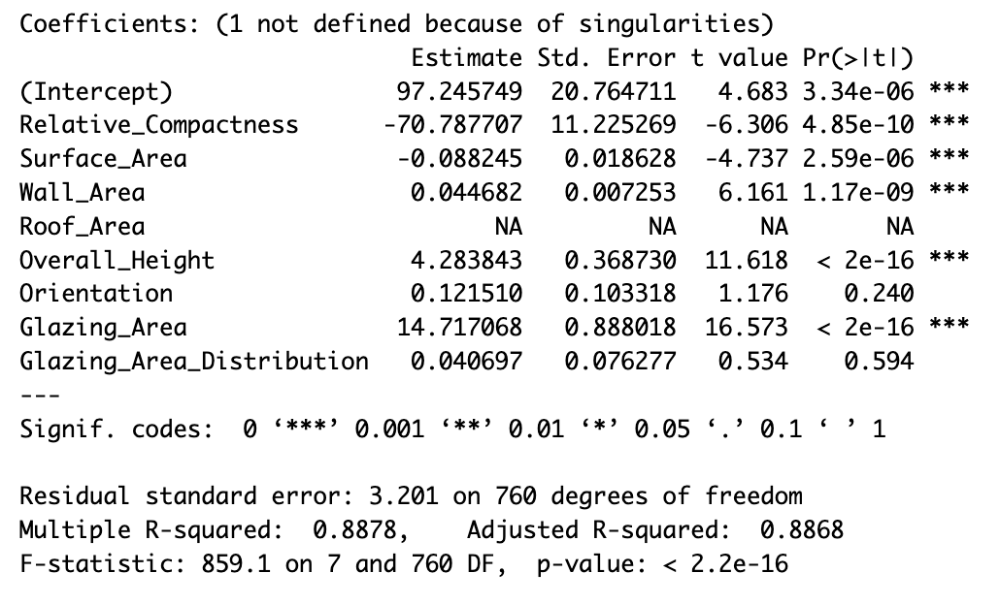 Coefficients: (1 not defined because of singularities)
Estimate Std. Error t value Pr(>|t|)
(Intercept) 97.245749 20.764711 4.683 3.34e-06 ***
Relative_Compactness -70.787707 11.225269 -6.306 4.85e-10 ***
Surface_Area -0.088245 0.018628 -4.737 2.59e-06 ***
Wall_Area 0.044682 0.007253 6.161 1.17e-09 ***
Roof_Area NA NA NA NA
Overall_Height 4.283843 0.368730 11.618 < 2e-16 ***
Orientation 0.121510 0.103318 1.176 0.240
Glazing_Area 14.717068 0.888018 16.573 < 2e-16 ***
Glazing_Area_Distribution 0.040697 0.076277 0.534 0.594
---
Signif. codes: 0 ‘***’ 0.001 ‘**’ 0.01 ‘*’ 0.05 ‘.’ 0.1 ‘ ’ 1
Residual standard error: 3.201 on 760 degrees of freedom
Multiple R-squared: 0.8878, Adjusted R-squared: 0.8868
F-statistic: 859.1 on 7 and 760 DF, p-value: < 2.2e-16